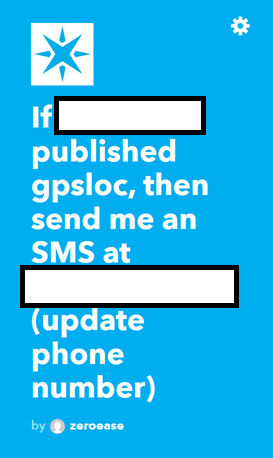 If
published
gpsloc, then
send me an
SMS at
(update
phone
number)
by zeroease